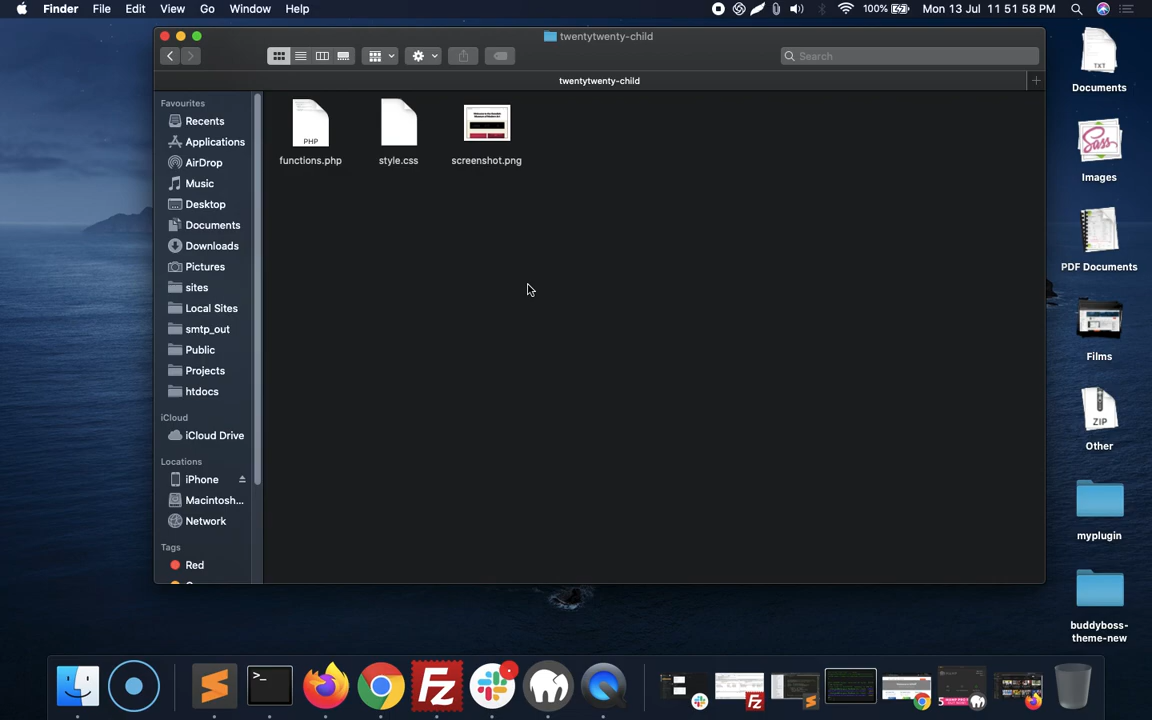 Finder File Edit View Go Window Help
100% Mon 13 Jul 11 51 58 PM
twentytwenty-child
Search
twentytwenty-child
Favourites
Recents
Applications
AirDrop
Music
Desktop
Documents
Downloads
Pictures
sites
Local Sites
smtp_out
Public
Projects
htdocs
iCloud
iCloud Drive
Locations
iPhone
Macintosh...
Network
Tags
Red
PHP
functions.php
style.css
screenshot.png
TXT
Documents
Sass
Images
PDF Documents
Films
ZIP
Other
myplugin
buddyboss-
theme-new
>_
Fz